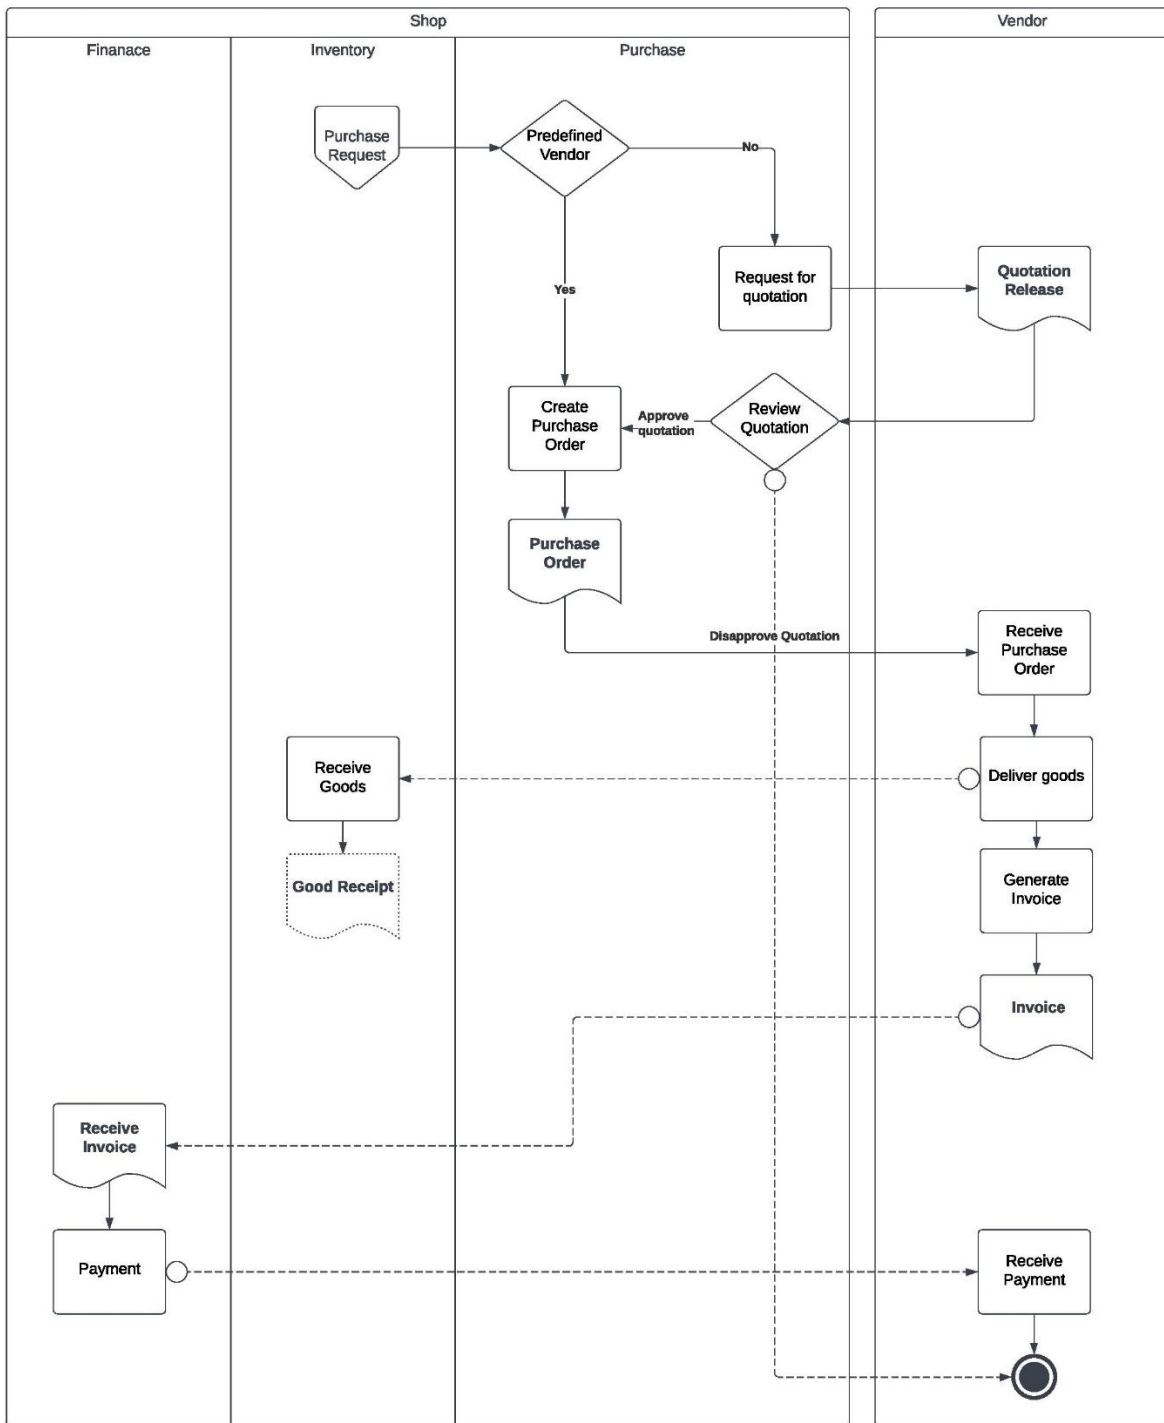 Shop
Vendor
Finanace
Inventory
Purchase
Purchase
Request
Predefined
Vendor
No
Request for
quotation
Quotation
Release
Yes
Create
Purchase
Order
Approve
quotation
Review
Quotation
Purchase
Order
Disapprove Quotation
Receive
Purchase
Order
Receive
Goods
Deliver goods
Good Receipt
Generate
Invoice
Invoice
Receive
Invoice
Payment
Receive
Payment